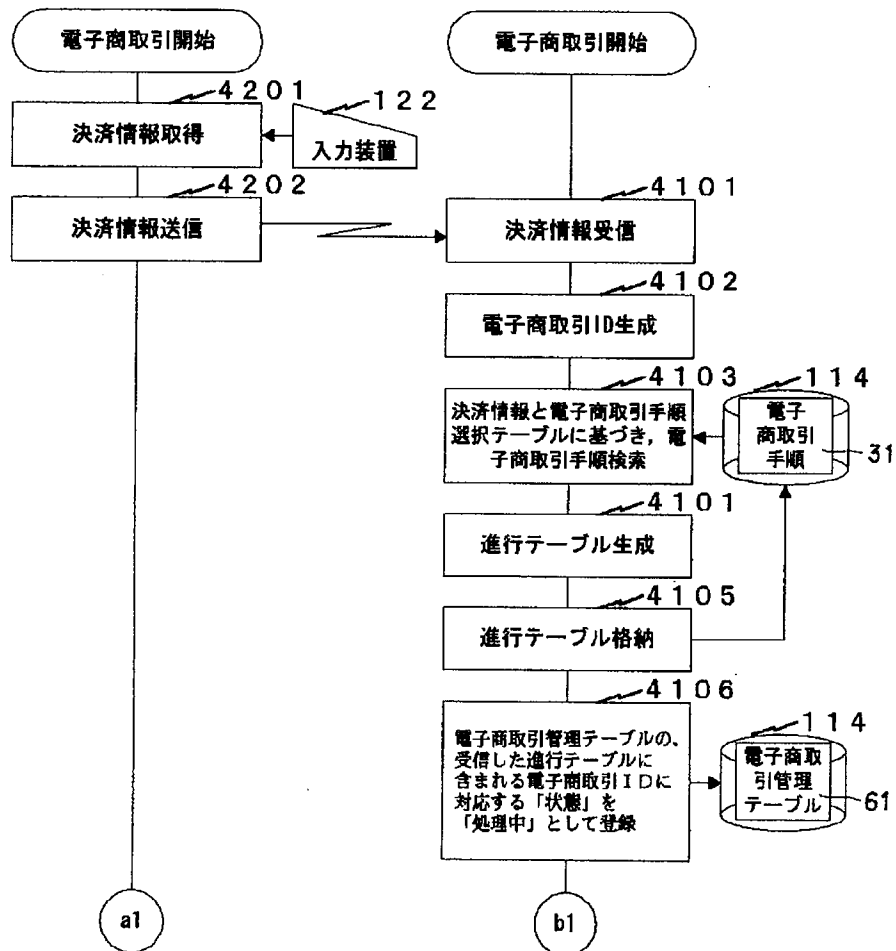 電子商取引開始
4201
決済情報取得
122
入力装置
4202
決済情報送信
a1
電子商取引開始
4101
決済情報受信
4102
電子商取引ID生成
4103
決済情報と電子商取引手順
選択テーブルに基づき，電
子商取引手順検索
114
電子
商取引
手順
31
4101
進行テーブル生成
4105
進行テーブル格納
4106
電子商取引管理テーブルの、
受信した進行テーブルに
含まれる電子商取引ＩＤに
対応する「状態」を
「処理中」として登録
114
電子商取
引管理
テーブル
61
b1